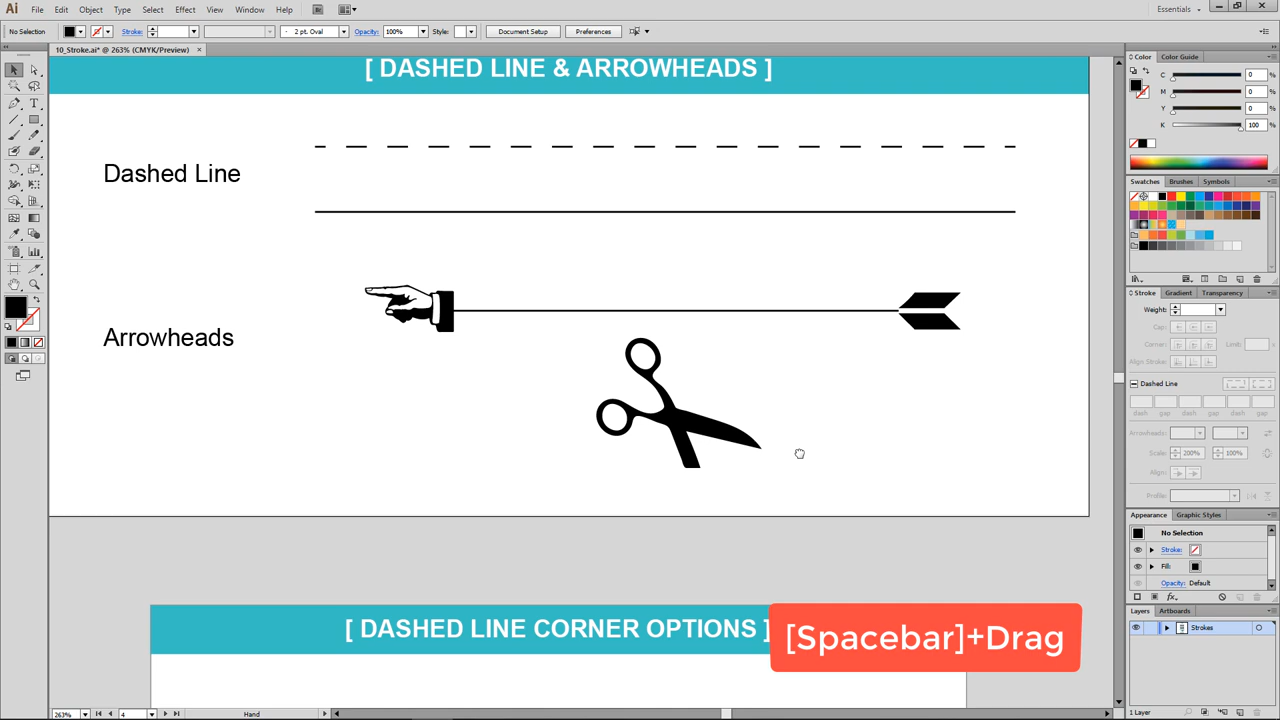 Ai File Edit Object Type Select Effect View Window Help Br Essentials
No Selection Stroke: 2 pt. Oval Opacity: 100% Style: Document Setup Preferences
10_Stroke.ai* @ 263% (CMYK/Preview) ×
[ DASHED LINE & ARROWHEADS ]
Dashed Line
Arrowheads
[ DASHED LINE CORNER OPTIONS ]
[Spacebar]+Drag
Color Color Guide
C 0 %
M 0 %
Y 0 %
K 100 %
Swatches Brushes Symbols
Stroke Gradient Transparency
Weight:
Cap:
Corner: Limit:
Align Stroke:
Dashed Line
dash gap dash gap dash gap
Arrowheads:
Scale: 200% 100%
Align:
Profile:
Appearance Graphic Styles
No Selection
Stroke:
Fill:
Opacity: Default
fx
Layers Artboards
Strokes
263% 4 Hand 1 Layer